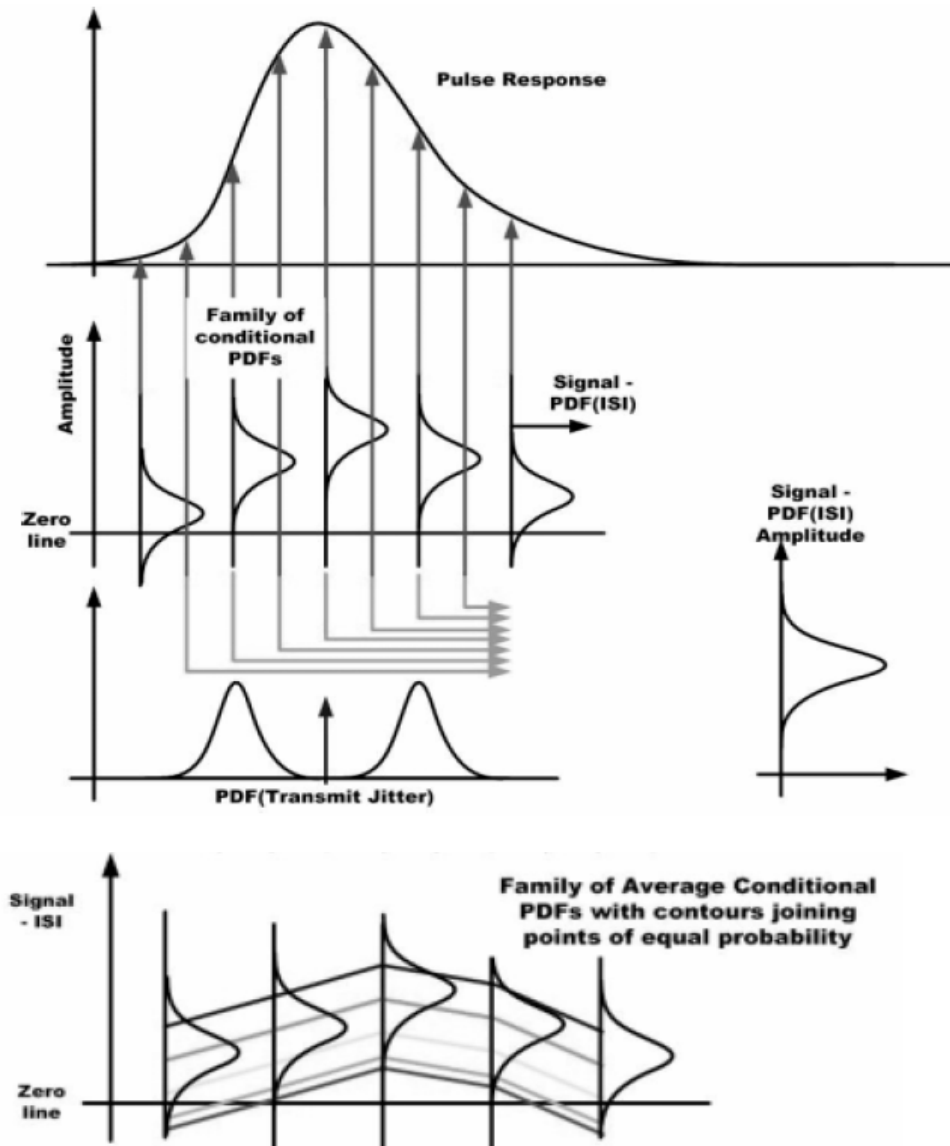 Pulse Response
Family of
conditional
PDFs
Amplitude
Signal -
PDF(ISI)
Zero
line
Signal -
PDF(ISI)
Amplitude
PDF(Transmit Jitter)
Family of Average Conditional
PDFs with contours joining
points of equal probability
Signal
- ISI
Zero
line